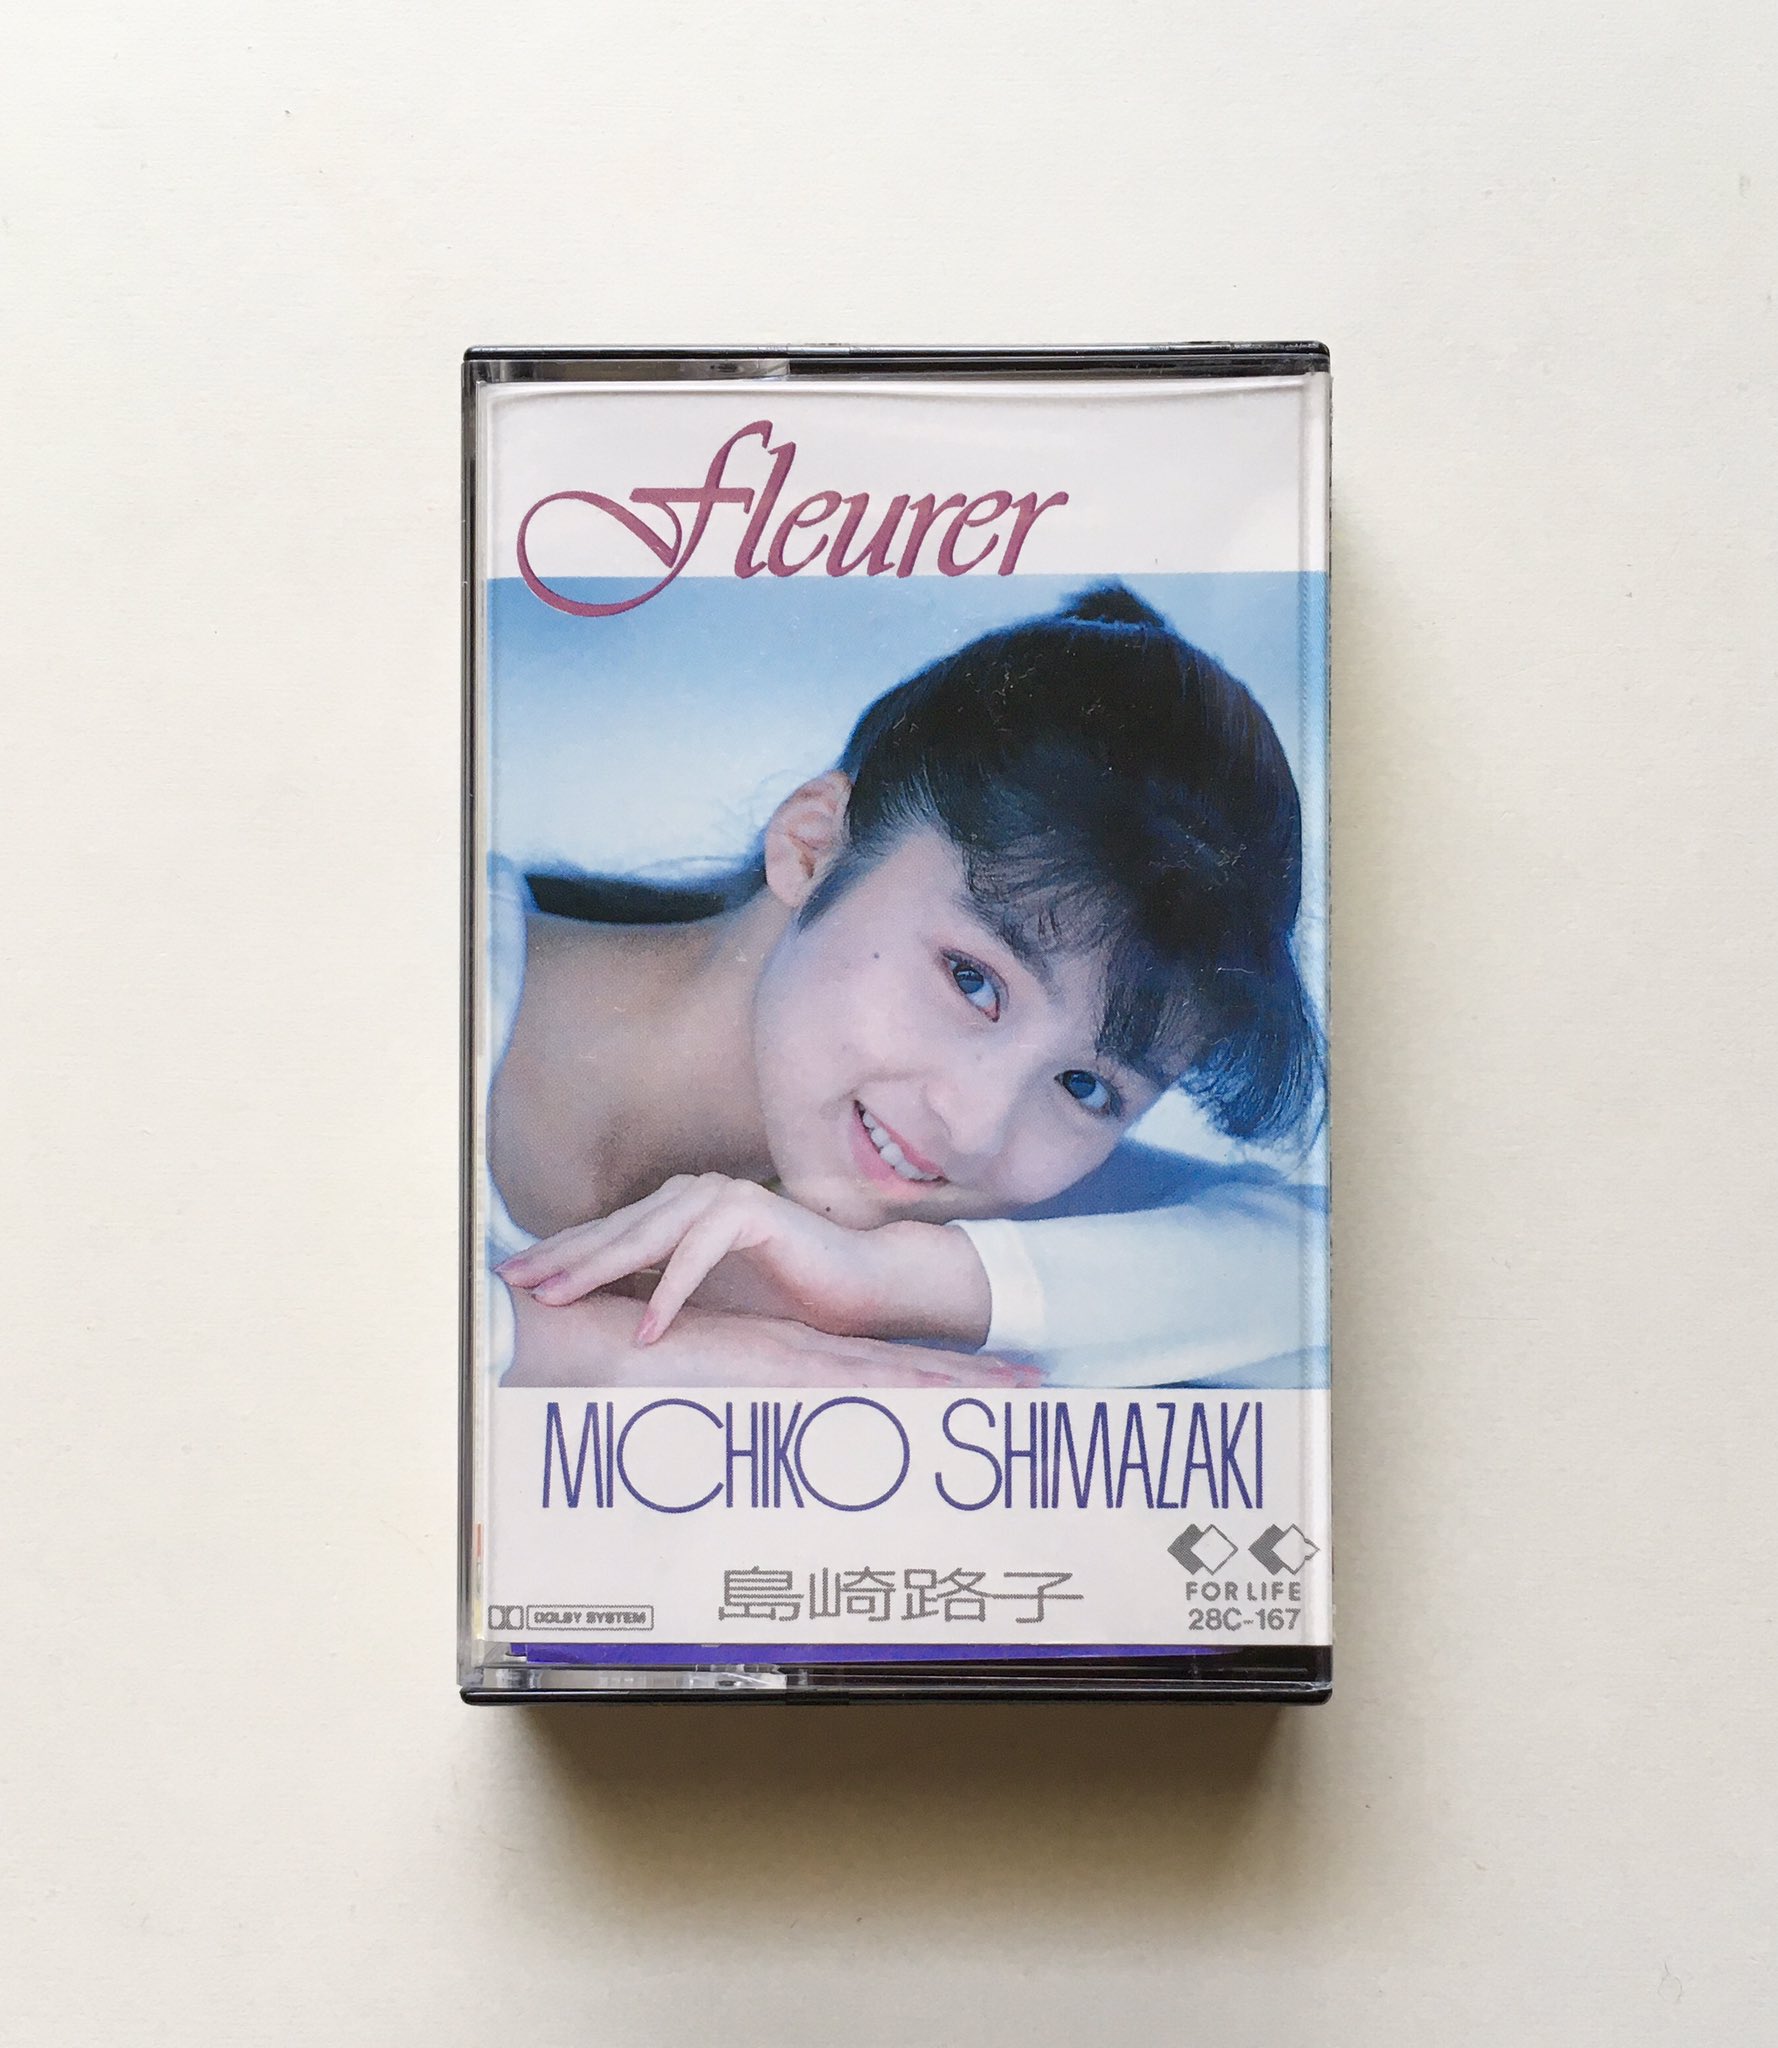 fleurer
MICHIKO SHIMAZAKI
島崎路子
DOLBY SYSTEM
FOR LIFE
28C-167